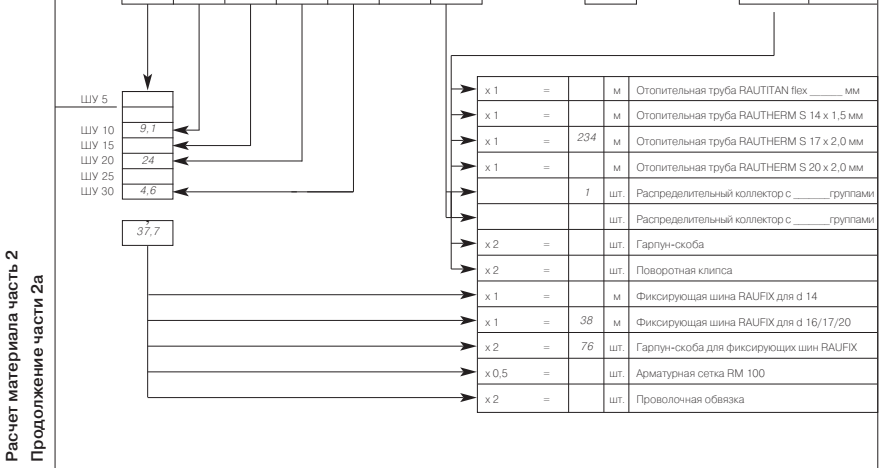 ШУ 5
ШУ 10 9,1
ШУ 15
ШУ 20 24
ШУ 25
ШУ 30 4,6
37,7
x 1 = м Отопительная труба RAUTITAN flex ______ мм
x 1 = м Отопительная труба RAUTHERM S 14 x 1,5 мм
x 1 = 234 м Отопительная труба RAUTHERM S 17 x 2,0 мм
x 1 = м Отопительная труба RAUTHERM S 20 x 2,0 мм
1 шт. Распределительный коллектор с _______группами
шт. Распределительный коллектор с _______группами
x 2 = шт. Гарпун-скоба
x 2 = шт. Поворотная клипса
x 1 = м Фиксирующая шина RAUFIX для d 14
x 1 = 38 м Фиксирующая шина RAUFIX для d 16/17/20
x 2 = 76 шт. Гарпун-скоба для фиксирующих шин RAUFIX
x 0,5 = шт. Арматурная сетка RM 100
x 2 = шт. Проволочная обвязка
Расчет материала часть 2
Продолжение части 2a